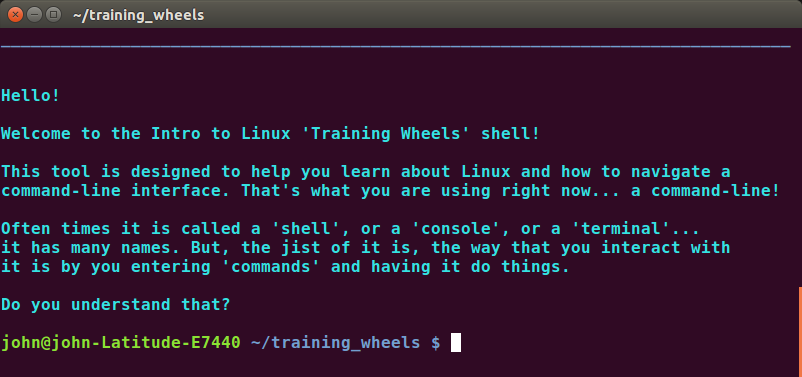 ~/training_wheels
Hello!
Welcome to the Intro to Linux 'Training Wheels' shell!
This tool is designed to help you learn about Linux and how to navigate a
command-line interface. That's what you are using right now... a command-line!
Often times it is called a 'shell', or a 'console', or a 'terminal'...
it has many names. But, the jist of it is, the way that you interact with
it is by you entering 'commands' and having it do things.
Do you understand that?
john@john-Latitude-E7440 ~/training_wheels $